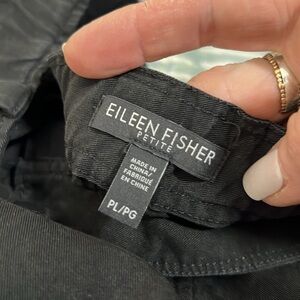 EILEEN FISHER
PETITE
MADE IN
CHINA/
FABRIQUÉ
EN CHINE
PL/PG